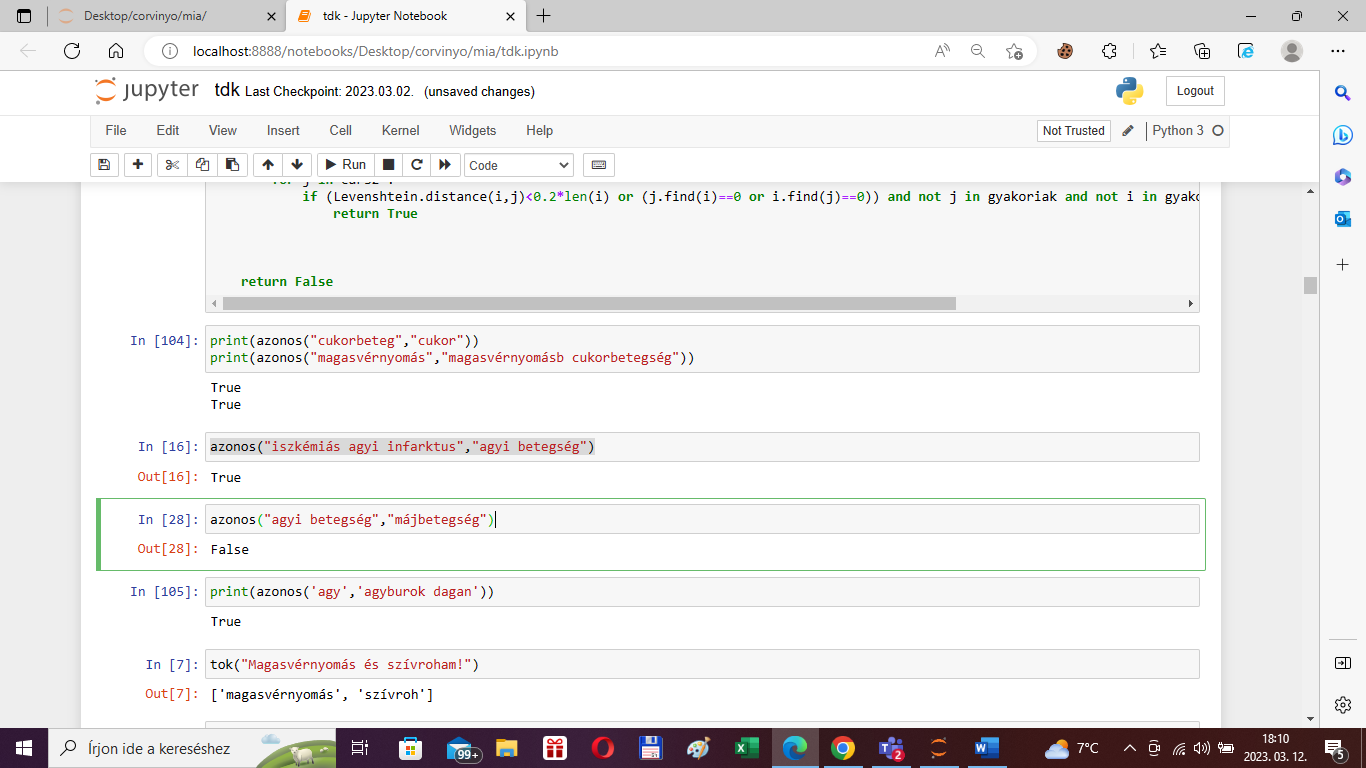 Desktop/corvinyo/mia/
tdk - Jupyter Notebook
localhost:8888/notebooks/Desktop/corvinyo/mia/tdk.ipynb
jupyter tdk Last Checkpoint: 2023.03.02. (unsaved changes)
Logout
File Edit View Insert Cell Kernel Widgets Help
Not Trusted
Python 3
Run
Code
if (Levenshtein.distance(i,j)<0.2*len(i) or (j.find(i)==0 or i.find(j)==0)) and not j in gyakoriak and not i in gyako
return True
return False
In [104]: print(azonos("cukorbeteg","cukor"))
print(azonos("magasvérnyomás","magasvérnyomásb cukorbetegség"))
True
True
In [16]: azonos("iszkémiás agyi infarktus","agyi betegség")
Out[16]: True
In [28]: azonos("agyi betegség","májbetegség")
Out[28]: False
In [105]: print(azonos('agy','agyburok dagan'))
True
In [7]: tok("Magasvérnyomás és szívroham!")
Out[7]: ['magasvérnyomás', 'szívroh']
Írjon ide a kereséshez
99+
2
7°C
18:10
2023. 03. 12.
5